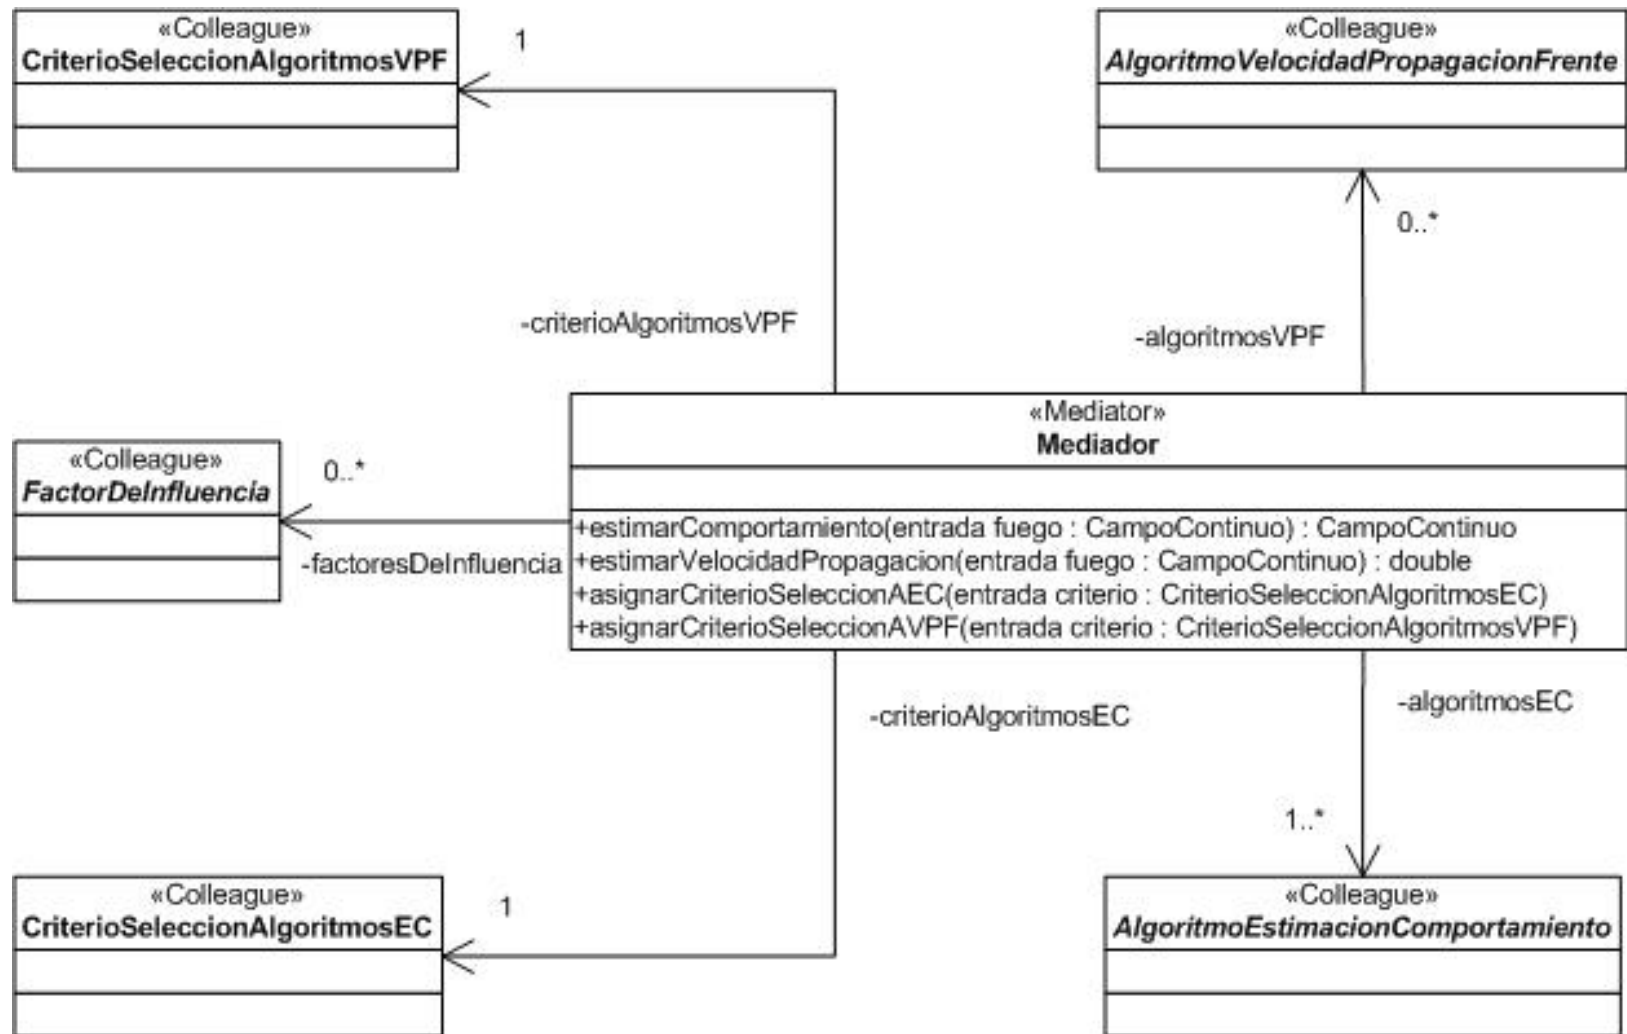 «Colleague»
CriterioSeleccionAlgoritmosVPF
1
«Colleague»
AlgoritmoVelocidadPropagacionFrente
0..*
-criterioAlgoritmosVPF
-algoritmosVPF
«Mediator»
Mediador
«Colleague»
FactorDeInfluencia
0..*
-factoresDeInfluencia
+estimarComportamiento(entrada fuego : CampoContinuo) : CampoContinuo
+estimarVelocidadPropagacion(entrada fuego : CampoContinuo) : double
+asignarCriterioSeleccionAEC(entrada criterio : CriterioSeleccionAlgoritmosEC)
+asignarCriterioSeleccionAVPF(entrada criterio : CriterioSeleccionAlgoritmosVPF)
-criterioAlgoritmosEC
-algoritmosEC
1..*
«Colleague»
CriterioSeleccionAlgoritmosEC
1
«Colleague»
AlgoritmoEstimacionComportamiento